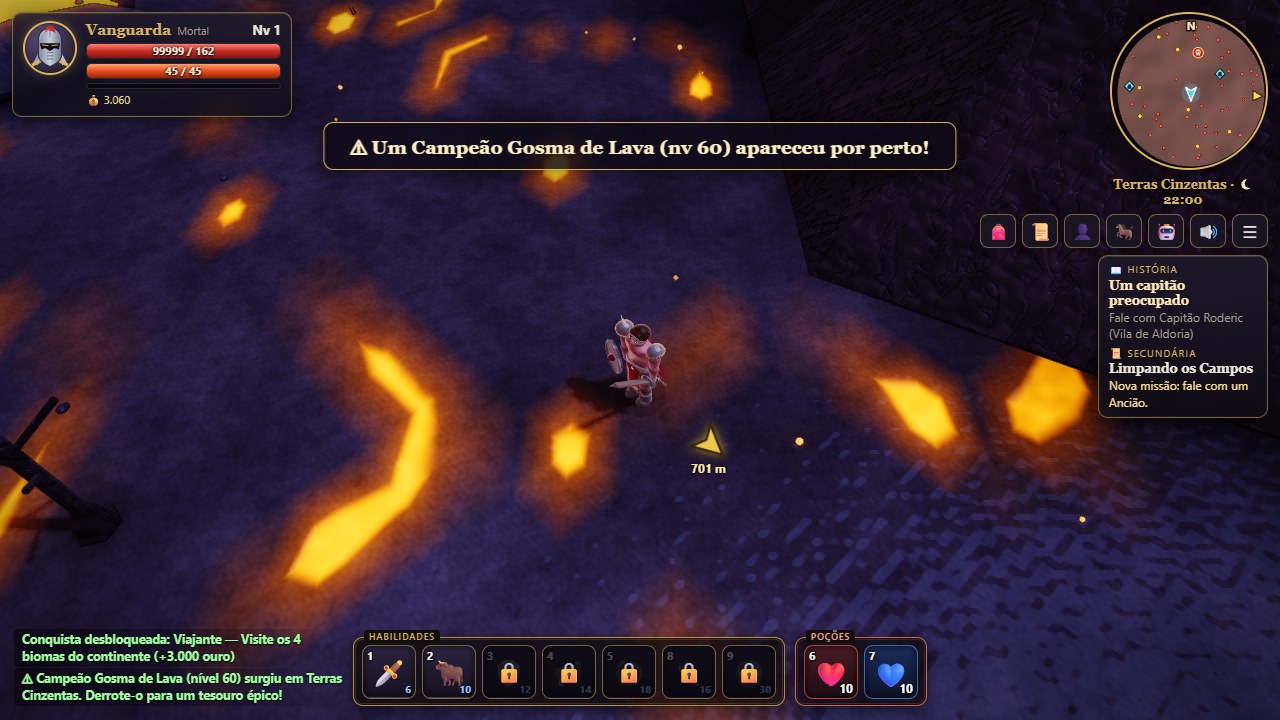 Vanguarda Mortal Nv 1
99999 / 162
45 / 45
3.060
⚠ Um Campeão Gosma de Lava (nv 60) apareceu por perto!
N
Terras Cinzentas ·
22:00
HISTÓRIA
Um capitão
preocupado
Fale com Capitão Roderic
(Vila de Aldoria)
SECUNDÁRIA
Limpando os Campos
Nova missão: fale com um
Ancião.
701 m
Conquista desbloqueada: Viajante — Visite os 4
biomas do continente (+3.000 ouro)
⚠ Campeão Gosma de Lava (nível 60) surgiu em Terras
Cinzentas. Derrote-o para um tesouro épico!
HABILIDADES
1 2 3 4 5 8 9
6 10 12 14 18 16 30
POÇÕES
6 7
10 10